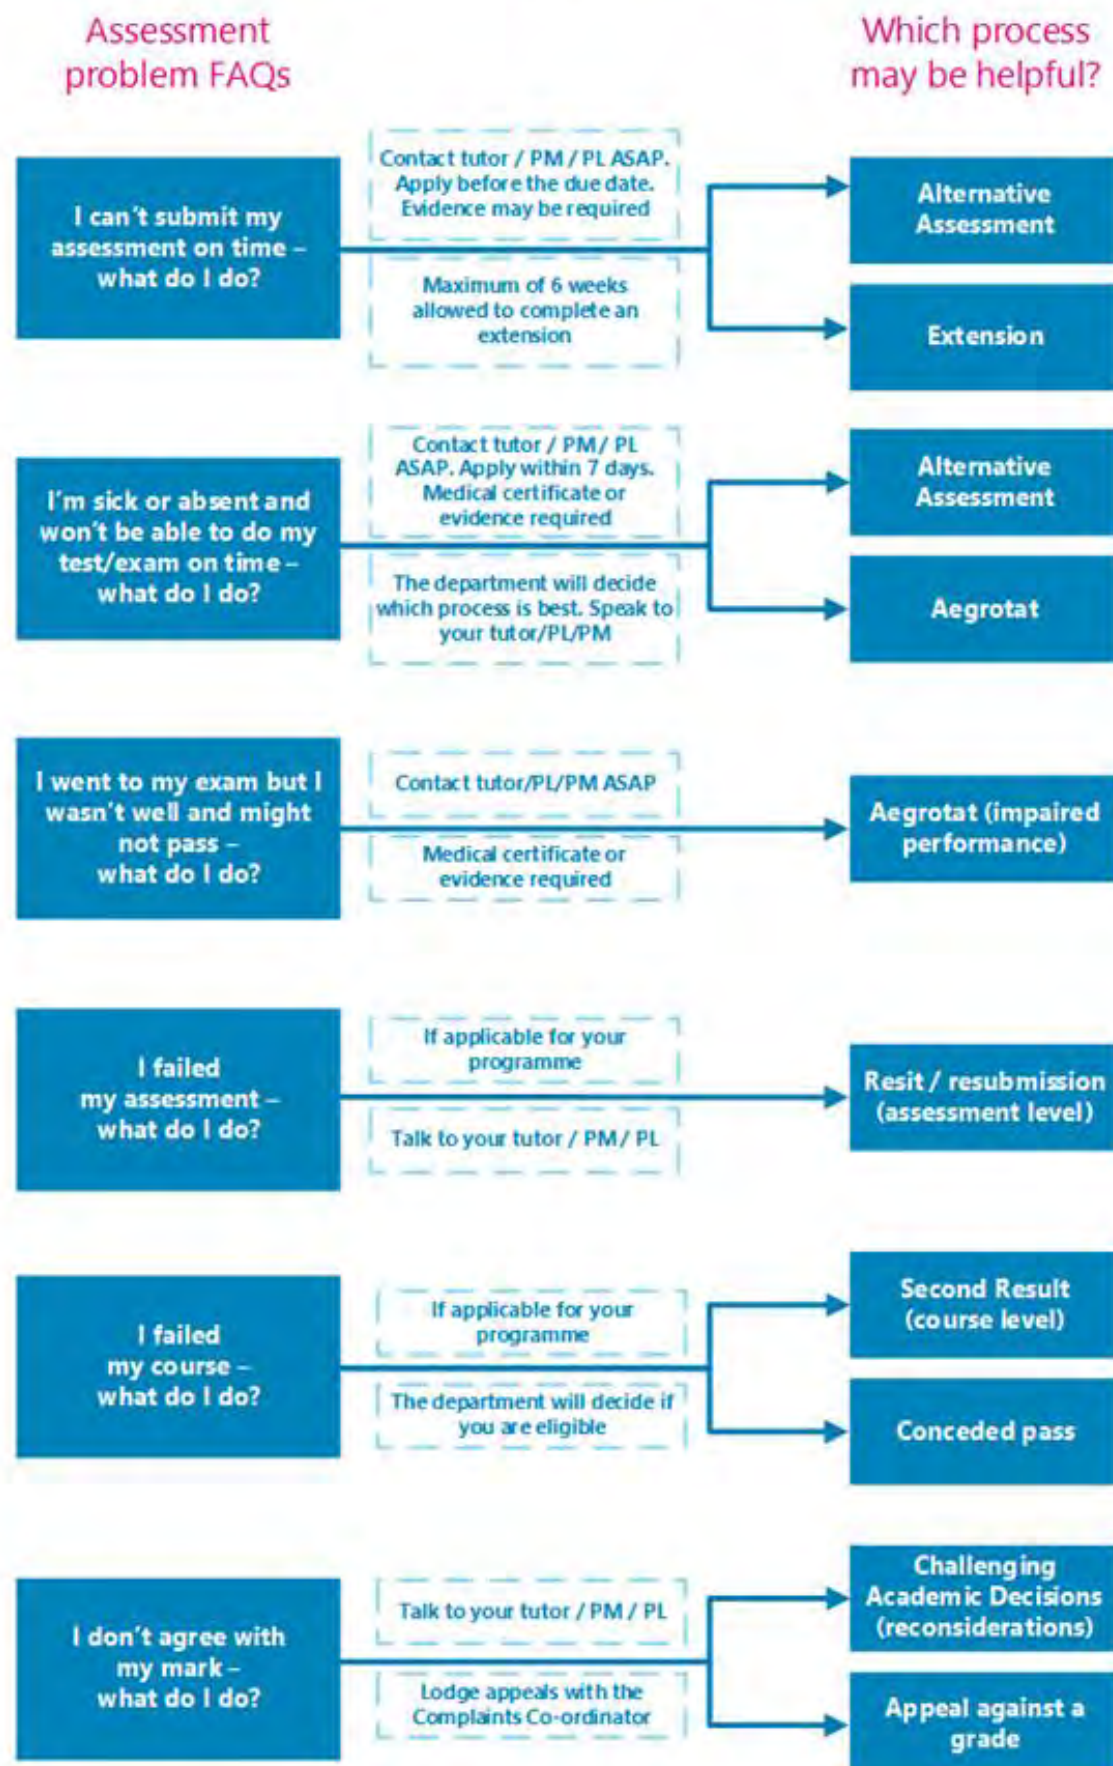 Assessment
problem FAQs
Which process
may be helpful?
I can't submit my
assessment on time –
what do I do?
Contact tutor / PM / PL ASAP.
Apply before the due date.
Evidence may be required
Maximum of 6 weeks
allowed to complete an
extension
Alternative
Assessment
Extension
I'm sick or absent and
won't be able to do my
test/exam on time –
what do I do?
Contact tutor / PM / PL
ASAP. Apply within 7 days.
Medical certificate or
evidence required
The department will decide
which process is best. Speak to
your tutor/PL/PM
Alternative
Assessment
Aegrotat
I went to my exam but I
wasn't well and might
not pass –
what do I do?
Contact tutor/PL/PM ASAP
Medical certificate or
evidence required
Aegrotat (impaired
performance)
I failed
my assessment –
what do I do?
If applicable for your
programme
Talk to your tutor / PM / PL
Resit / resubmission
(assessment level)
I failed
my course –
what do I do?
If applicable for your
programme
The department will decide if
you are eligible
Second Result
(course level)
Conceded pass
I don't agree with
my mark –
what do I do?
Talk to your tutor / PM / PL
Lodge appeals with the
Complaints Co-ordinator
Challenging
Academic Decisions
(reconsiderations)
Appeal against a
grade